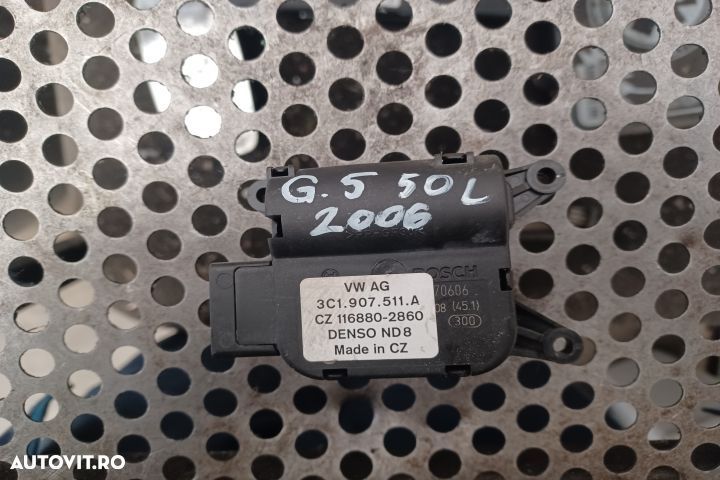 G.5 50L
2006
BOSCH
VW AG
3C1.907.511.A
CZ 116880-2860
DENSO ND8
Made in CZ
70606
08 (45.1)
300
AUTOVIT.RO